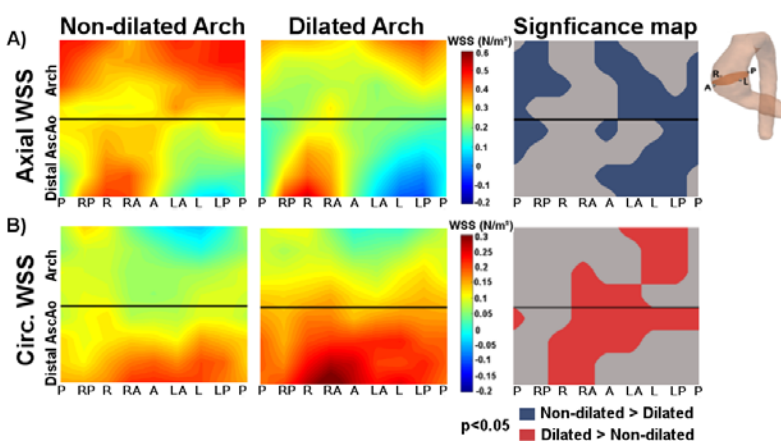 Non-dilated Arch Dilated Arch Signficance map
A)
Axial WSS
Arch
Distal AscAo
WSS (N/m²)
0.6
0.5
0.4
0.3
0.2
0.1
0
-0.1
-0.2
P RP R RA A LA L LP P
P RP R RA A LA L LP P
P RP R RA A LA L LP P
R P
A L
B)
Circ. WSS
Arch
Distal AscAo
WSS (N/m²)
0.3
0.25
0.2
0.15
0.1
0.05
0
-0.05
-0.1
-0.15
-0.2
P RP R RA A LA L LP P
P RP R RA A LA L LP P
P RP R RA A LA L LP P
p<0.05
Non-dilated > Dilated
Dilated > Non-dilated